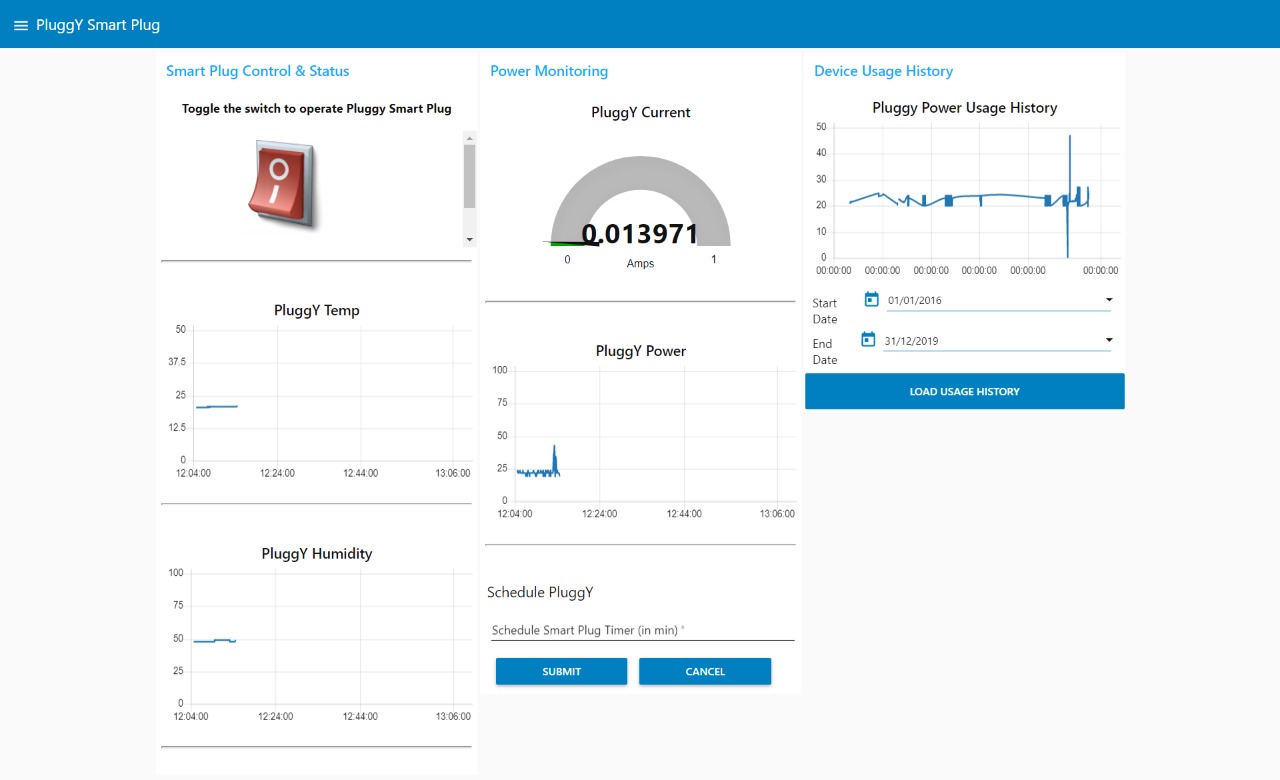 PluggY Smart Plug
Smart Plug Control & Status
Toggle the switch to operate Pluggy Smart Plug
PluggY Temp
50
37.5
25
12.5
0
12:04:00 12:24:00 12:44:00 13:06:00
PluggY Humidity
100
75
50
25
0
12:04:00 12:24:00 12:44:00 13:06:00
Power Monitoring
PluggY Current
0.013971
0 1
Amps
PluggY Power
100
75
50
25
0
12:04:00 12:24:00 12:44:00 13:06:00
Schedule PluggY
Schedule Smart Plug Timer (in min) *
SUBMIT CANCEL
Device Usage History
Pluggy Power Usage History
50
40
30
20
10
0
00:00:00 00:00:00 00:00:00 00:00:00 00:00:00 00:00:00
Start
Date
01/01/2016
End
Date
31/12/2019
LOAD USAGE HISTORY